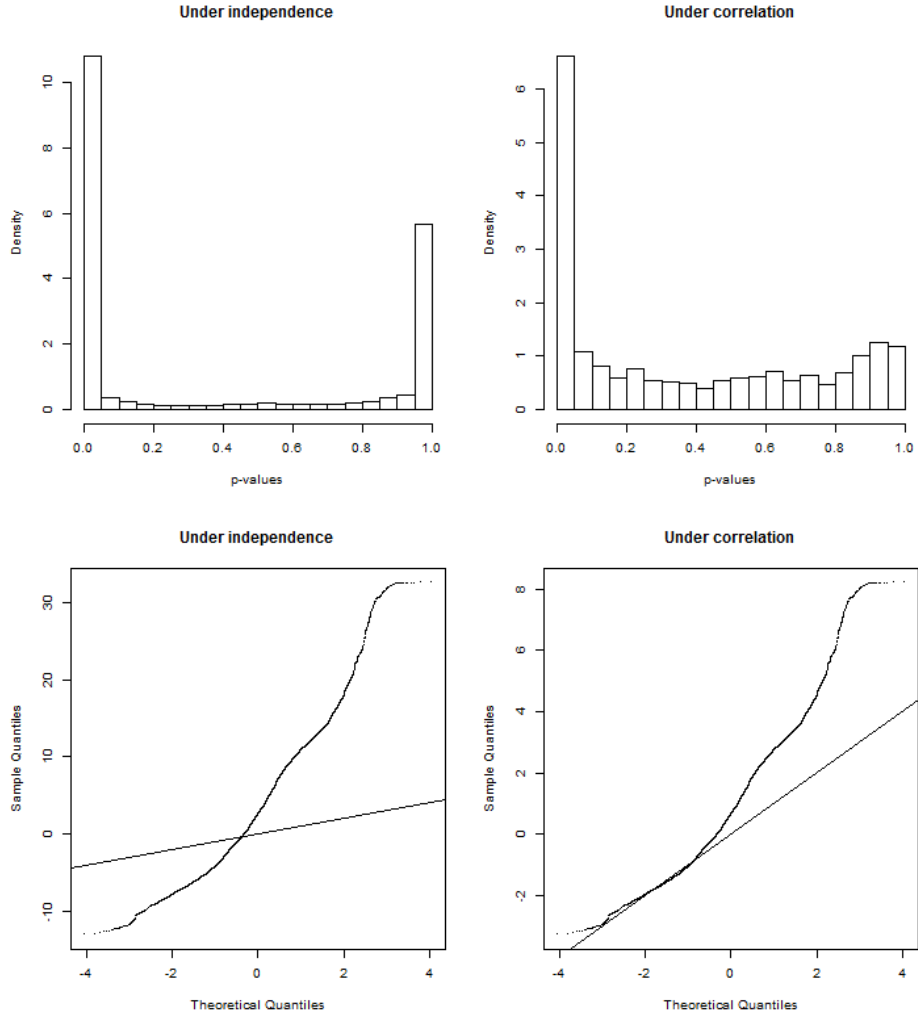 Under independence
Density
0
2
4
6
8
10
0.0 0.2 0.4 0.6 0.8 1.0
p-values
Under correlation
Density
0
1
2
3
4
5
6
0.0 0.2 0.4 0.6 0.8 1.0
p-values
Under independence
Sample Quantiles
-10
0
10
20
30
-4 -2 0 2 4
Theoretical Quantiles
Under correlation
Sample Quantiles
-2
0
2
4
6
8
-4 -2 0 2 4
Theoretical Quantiles